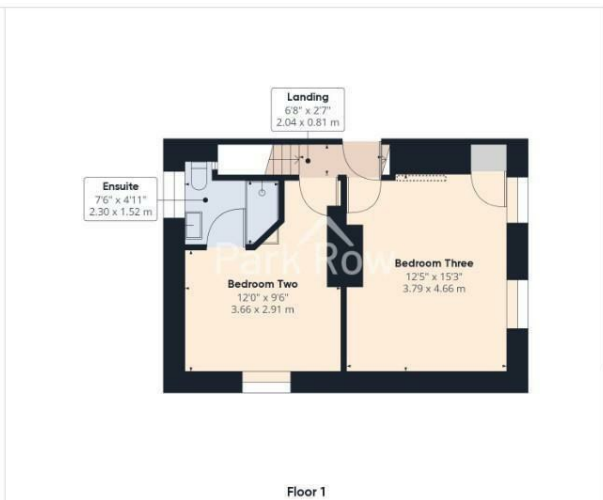 Landing
6'8" x 2'7"
2.04 x 0.81 m
Ensuite
7'6" x 4'11"
2.30 x 1.52 m
Park Row
Bedroom Two
12'0" x 9'6"
3.66 x 2.91 m
Bedroom Three
12'5" x 15'3"
3.79 x 4.66 m
Floor 1